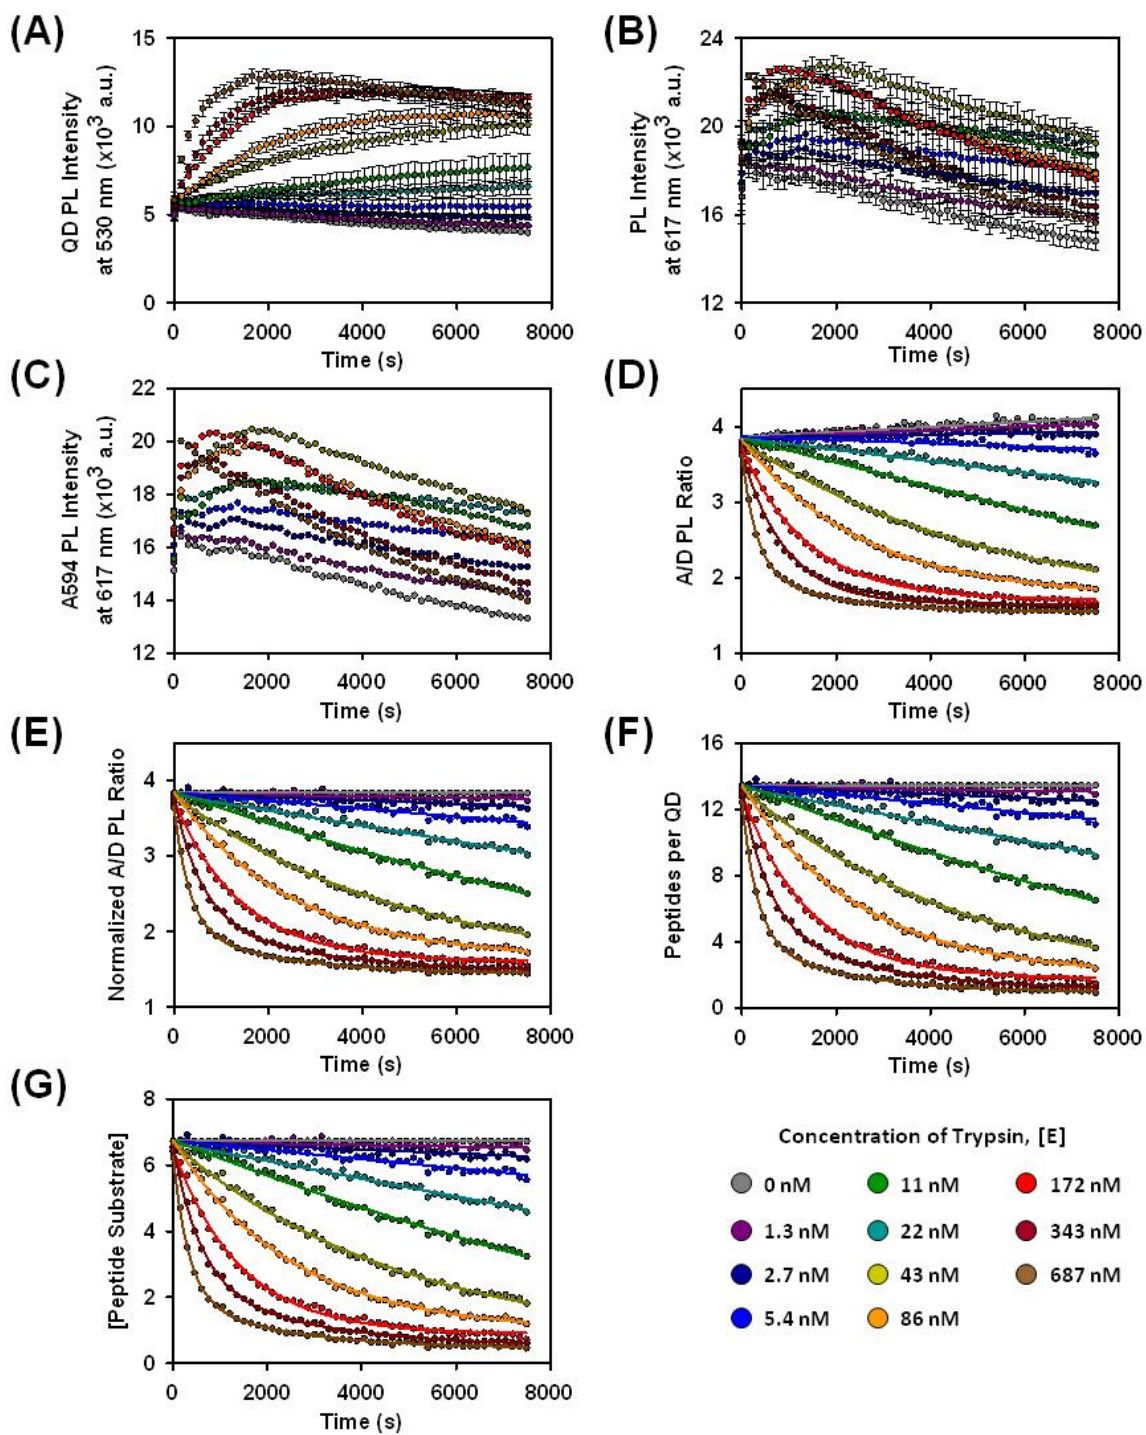 (A)
QD PL Intensity
at 530 nm (x10³ a.u.)
15
10
5
0
0 2000 4000 6000 8000
Time (s)
(B)
PL Intensity
at 617 nm (x10³ a.u.)
24
20
16
12
0 2000 4000 6000 8000
Time (s)
(C)
A594 PL Intensity
at 617 nm (x10³ a.u.)
22
20
18
16
14
12
0 2000 4000 6000 8000
Time (s)
(D)
A/D PL Ratio
4
3
2
1
0 2000 4000 6000 8000
Time (s)
(E)
Normalized A/D PL Ratio
4
3
2
1
0 2000 4000 6000 8000
Time (s)
(F)
Peptides per QD
16
12
8
4
0
0 2000 4000 6000 8000
Time (s)
(G)
[Peptide Substrate]
8
6
4
2
0
0 2000 4000 6000 8000
Time (s)
Concentration of Trypsin, [E]
0 nM 11 nM 172 nM
1.3 nM 22 nM 343 nM
2.7 nM 43 nM 687 nM
5.4 nM 86 nM